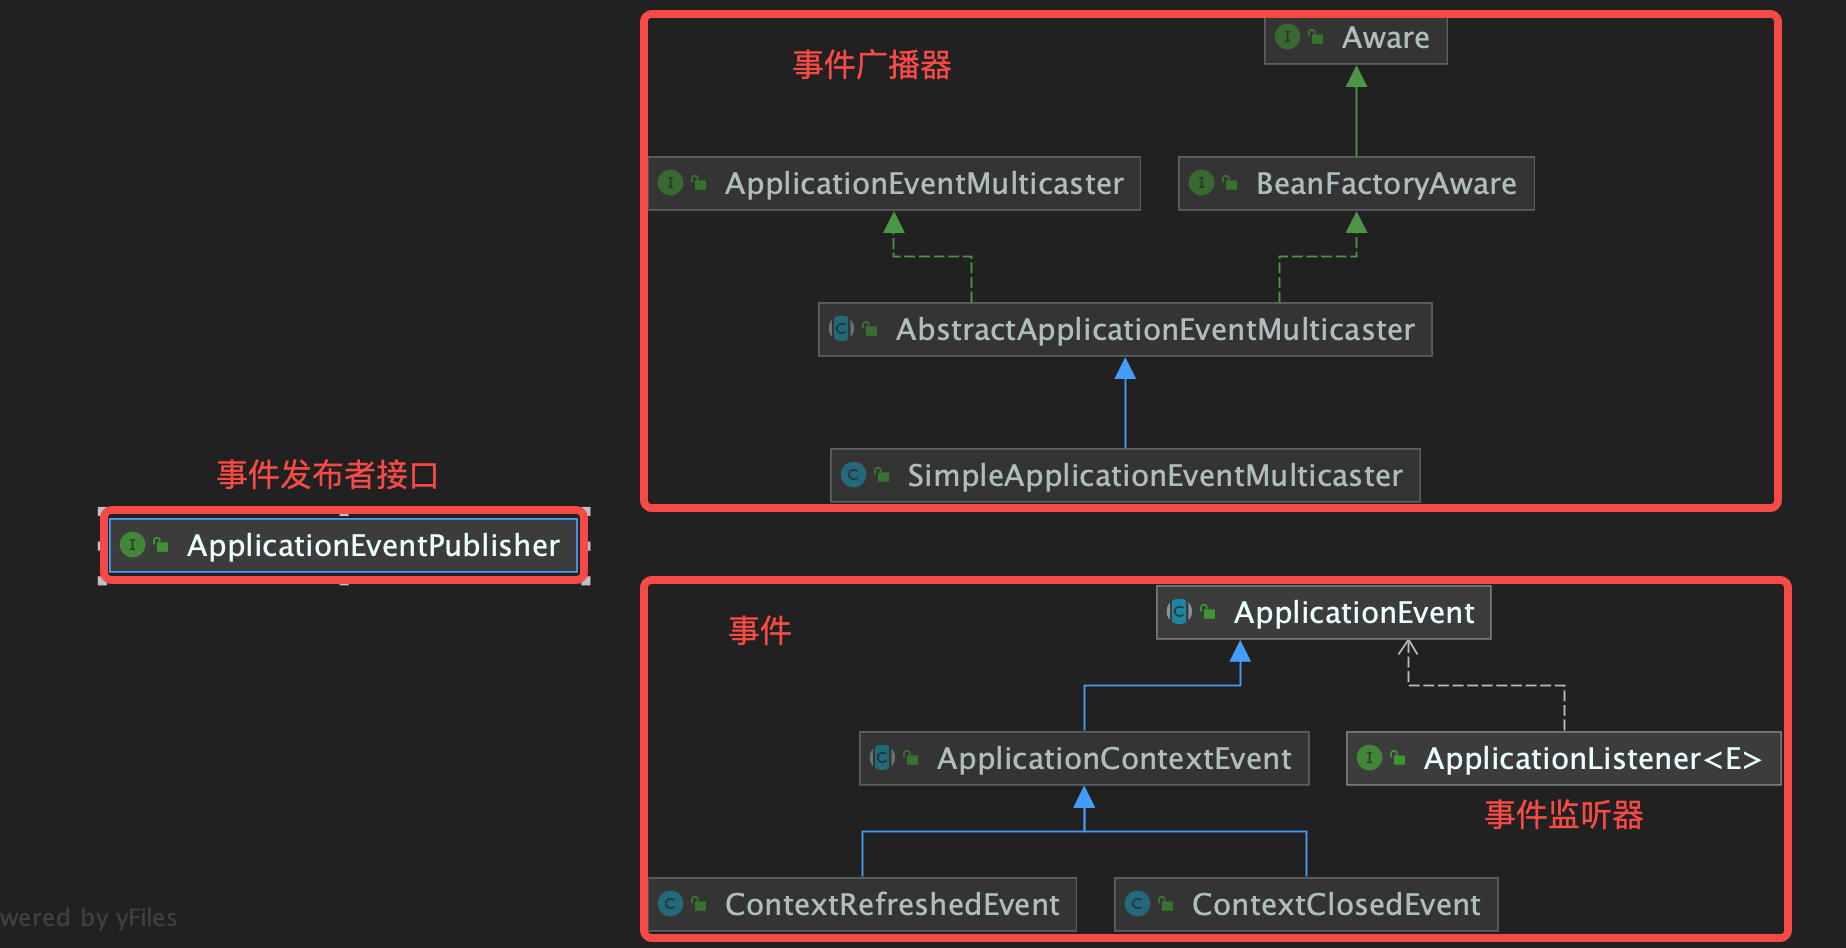 事件广播器
Aware
ApplicationEventMulticaster
BeanFactoryAware
AbstractApplicationEventMulticaster
SimpleApplicationEventMulticaster
事件发布者接口
ApplicationEventPublisher
事件
ApplicationEvent
ApplicationContextEvent
ApplicationListener<E>
事件监听器
ContextRefreshedEvent
ContextClosedEvent
wered by yFiles